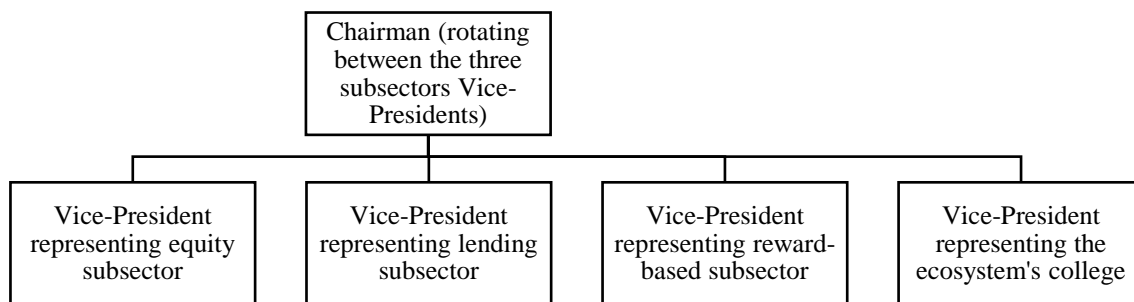 Chairman (rotating
between the three
subsectors Vice-
Presidents)
Vice-President
representing equity
subsector
Vice-President
representing lending
subsector
Vice-President
representing reward-
based subsector
Vice-President
representing the
ecosystem's college